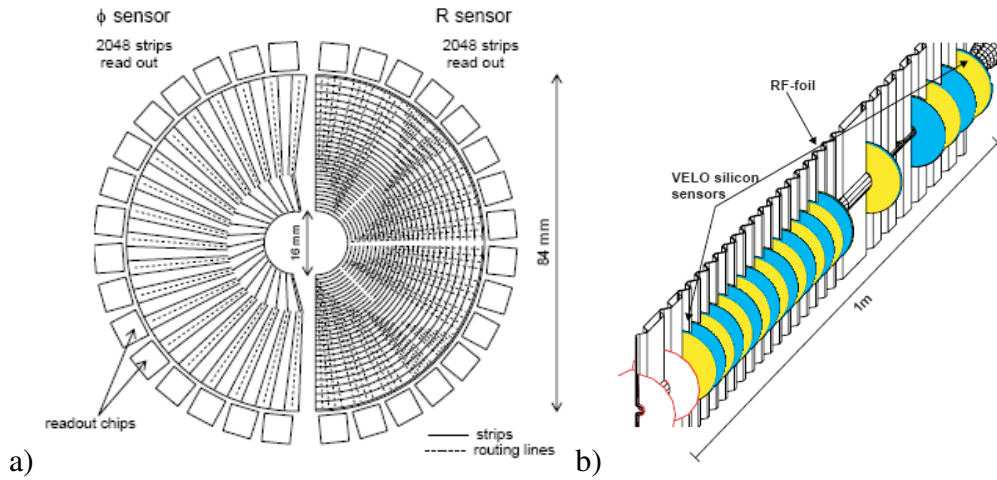 ϕ sensor
2048 strips
read out
R sensor
2048 strips
read out
16 mm
84 mm
readout chips
strips
routing lines
a)
RF-foil
VELO silicon
sensors
1m
b)